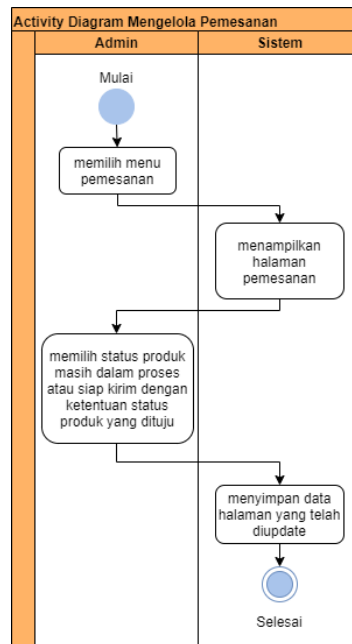 Activity Diagram Mengelola Pemesanan
Admin
Sistem
Mulai
memilih menu
pemesanan
menampilkan
halaman
pemesanan
memilih status produk
masih dalam proses
atau siap kirim dengan
ketentuan status
produk yang dituju
menyimpan data
halaman yang telah
diupdate
Selesai